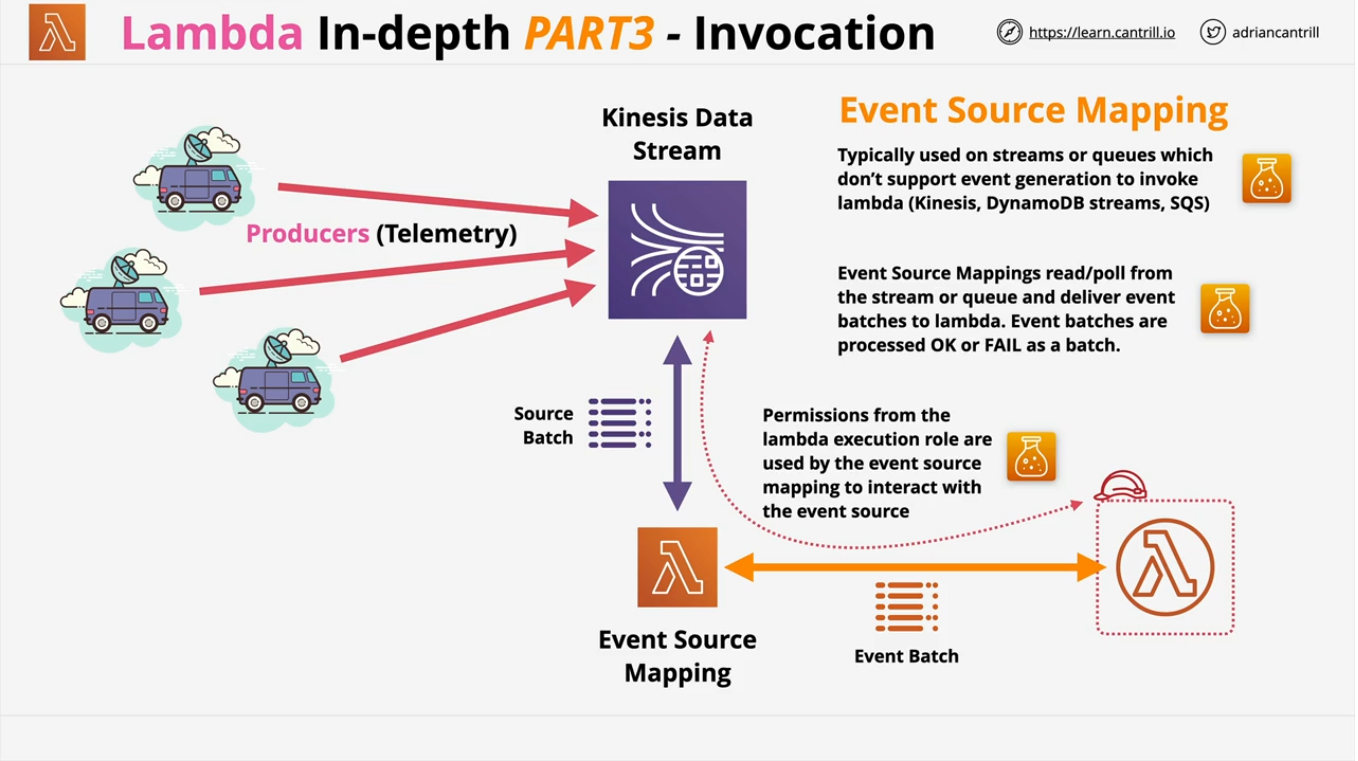 Lambda In-depth PART3 - Invocation
https://learn.cantrill.io
adriancantrill
Producers (Telemetry)
Kinesis Data
Stream
Event Source Mapping
Typically used on streams or queues which
don't support event generation to invoke
lambda (Kinesis, DynamoDB streams, SQS)
Event Source Mappings read/poll from
the stream or queue and deliver event
batches to lambda. Event batches are
processed OK or FAIL as a batch.
Source
Batch
Permissions from the
lambda execution role are
used by the event source
mapping to interact with
the event source
Event Source
Mapping
Event Batch